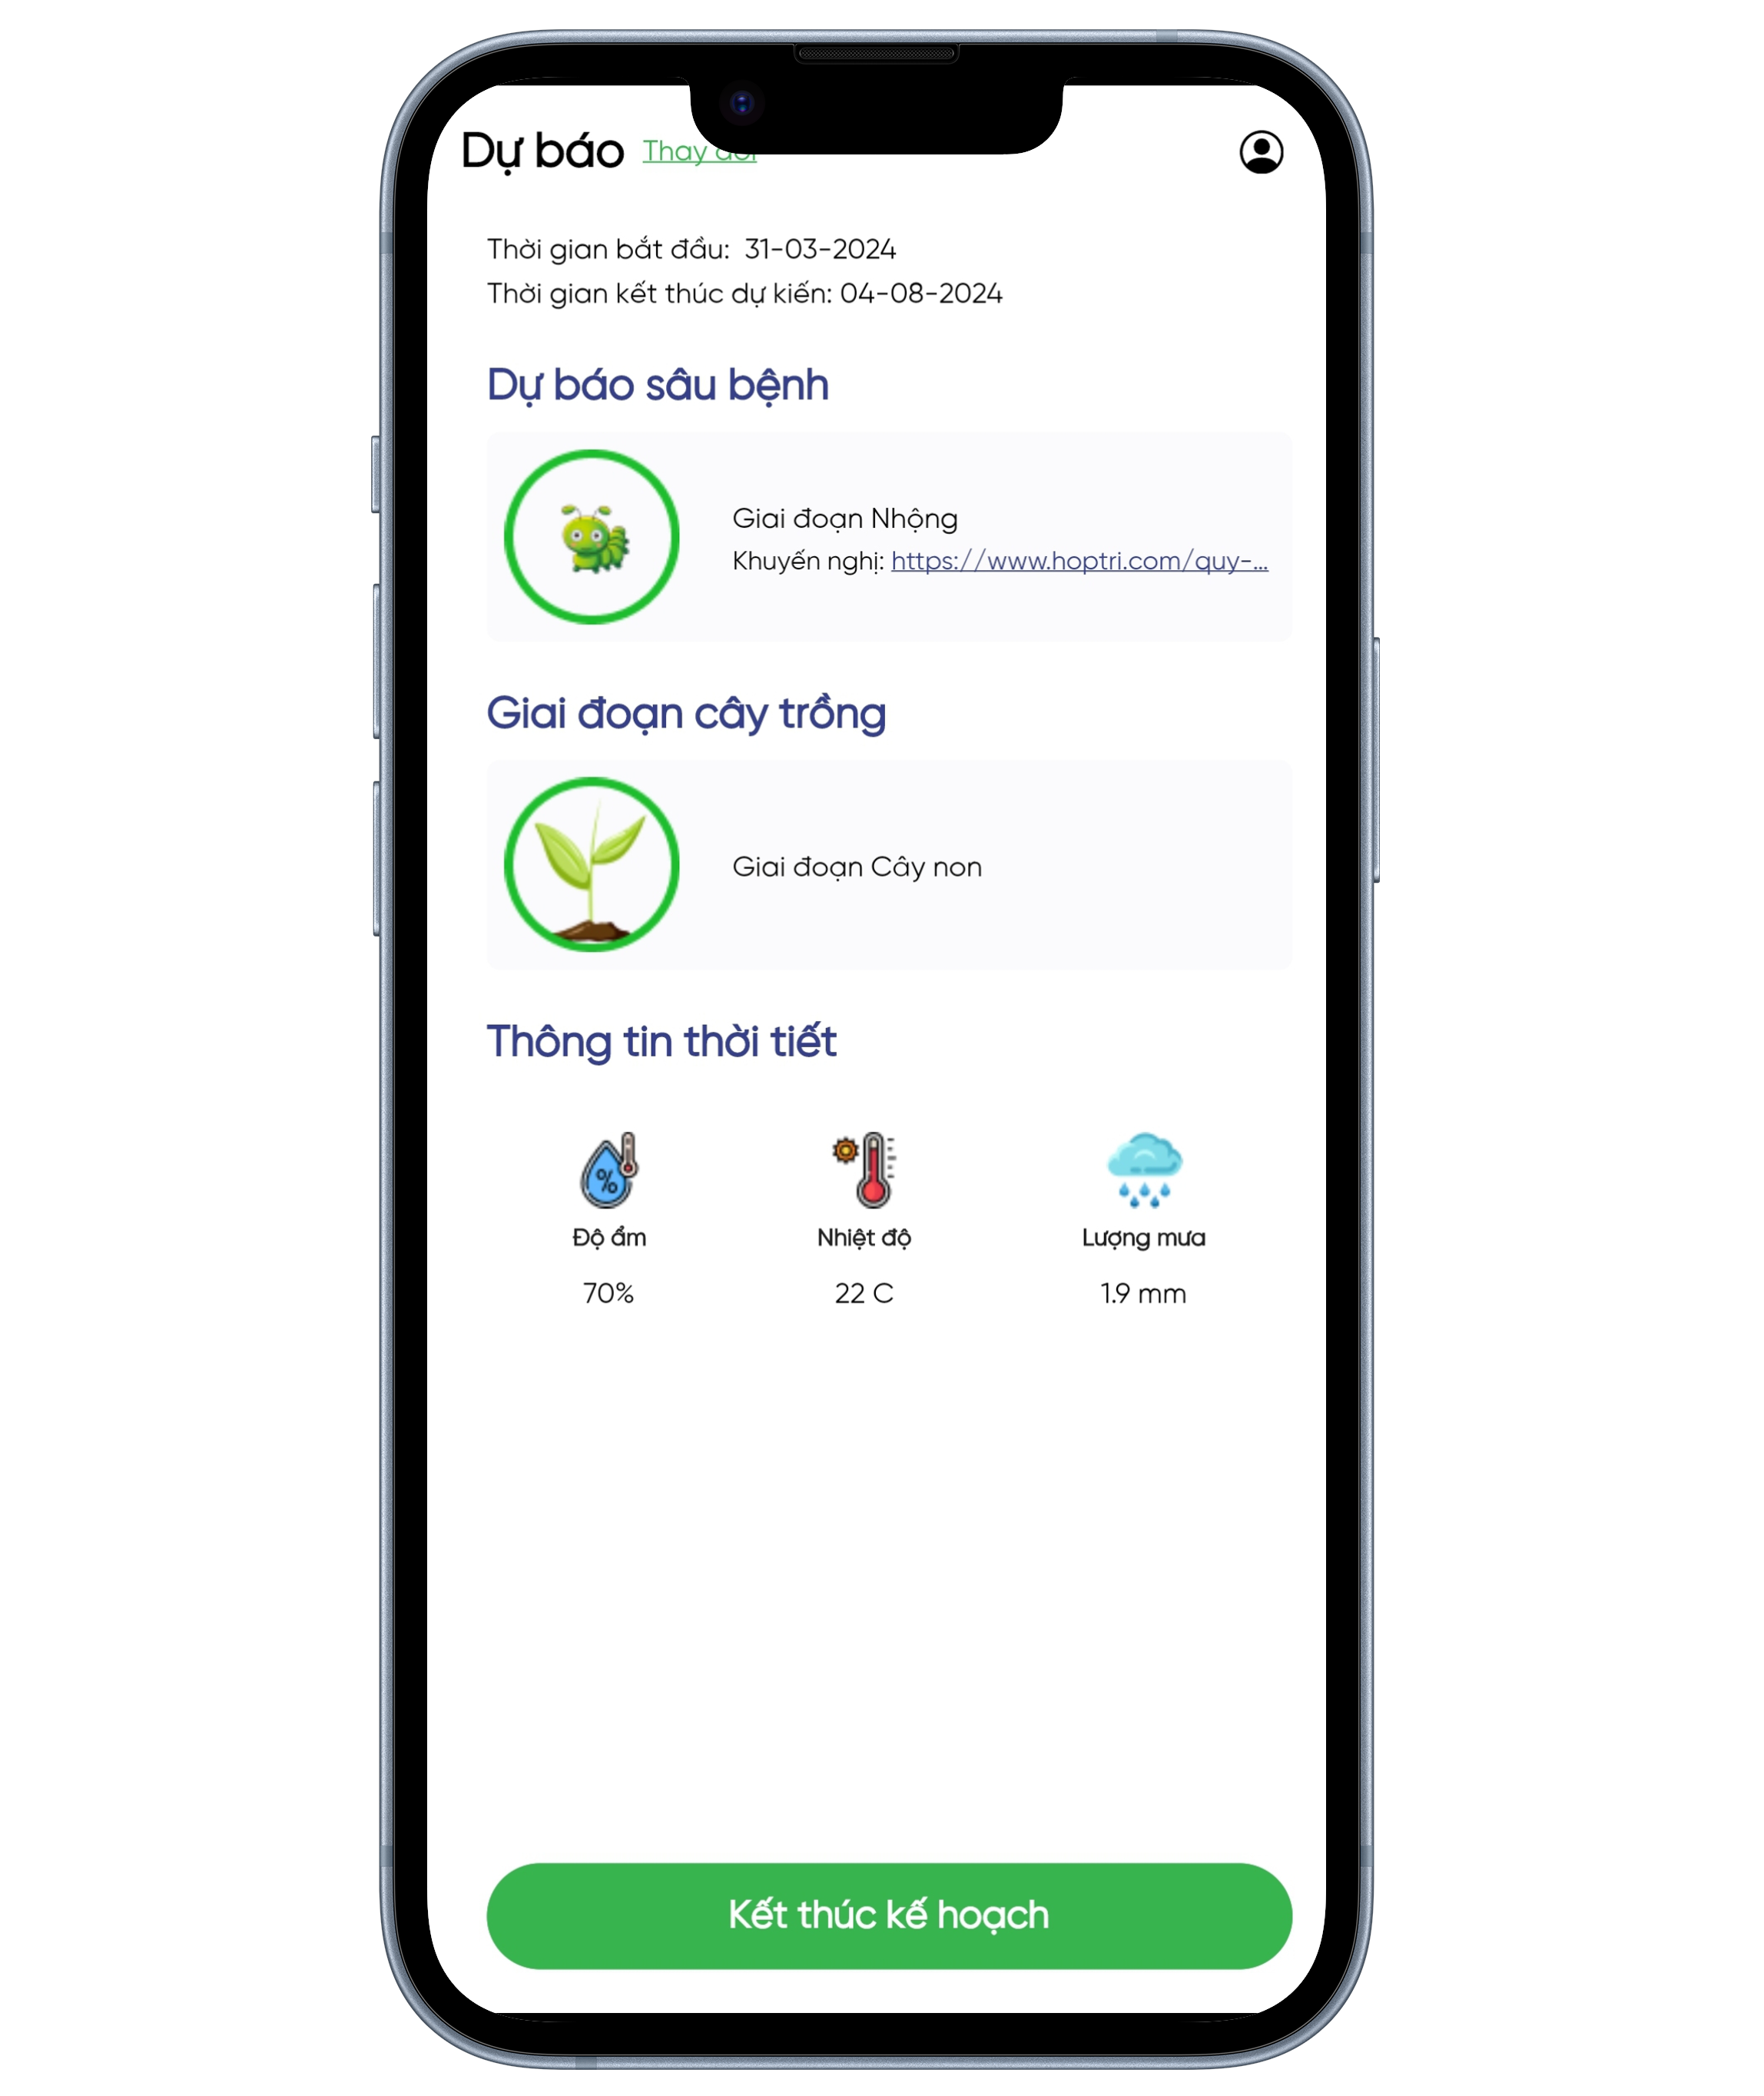 Dự báo Thay đổi
Thời gian bắt đầu: 31-03-2024
Thời gian kết thúc dự kiến: 04-08-2024
Dự báo sâu bệnh
Giai đoạn Nhộng
Khuyến nghị: https://www.hoptri.com/quy-...
Giai đoạn cây trồng
Giai đoạn Cây non
Thông tin thời tiết
Độ ẩm Nhiệt độ Lượng mưa
70% 22 C 1.9 mm
Kết thúc kế hoạch